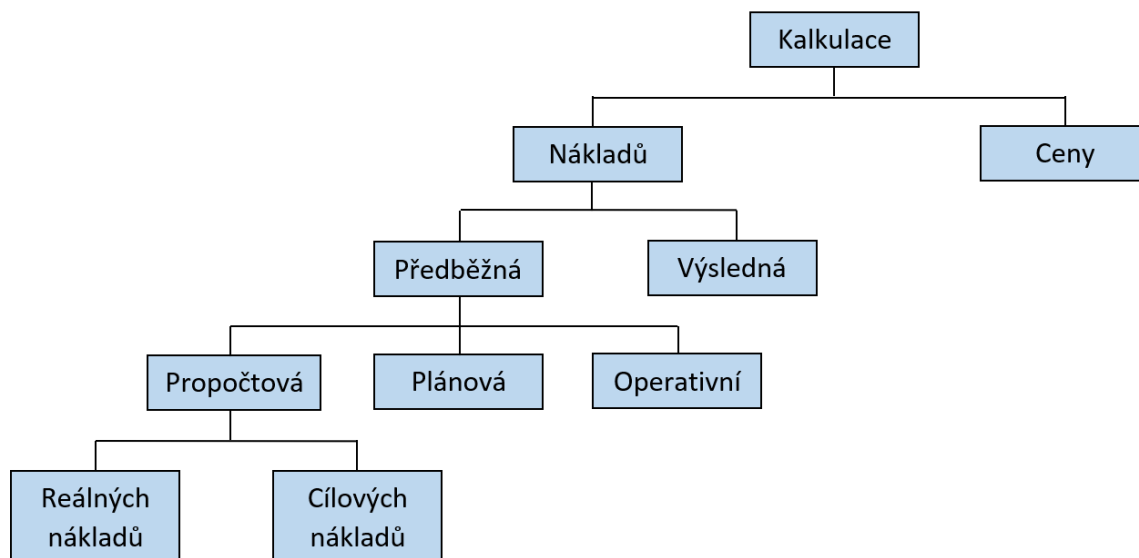 Kalkulace
Nákladů
Ceny
Předběžná
Výsledná
Propočtová
Plánová
Operativní
Reálných
nákladů
Cílových
nákladů